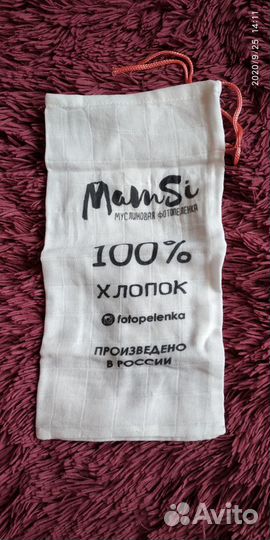 2020/9/25 14:11
MamSi
МУСЛИНОВАЯ ФОТОПЕЛЕНКА
100%
ХЛОПОК
fotopelenka
ПРОИЗВЕДЕНО
В РОССИИ
Avito